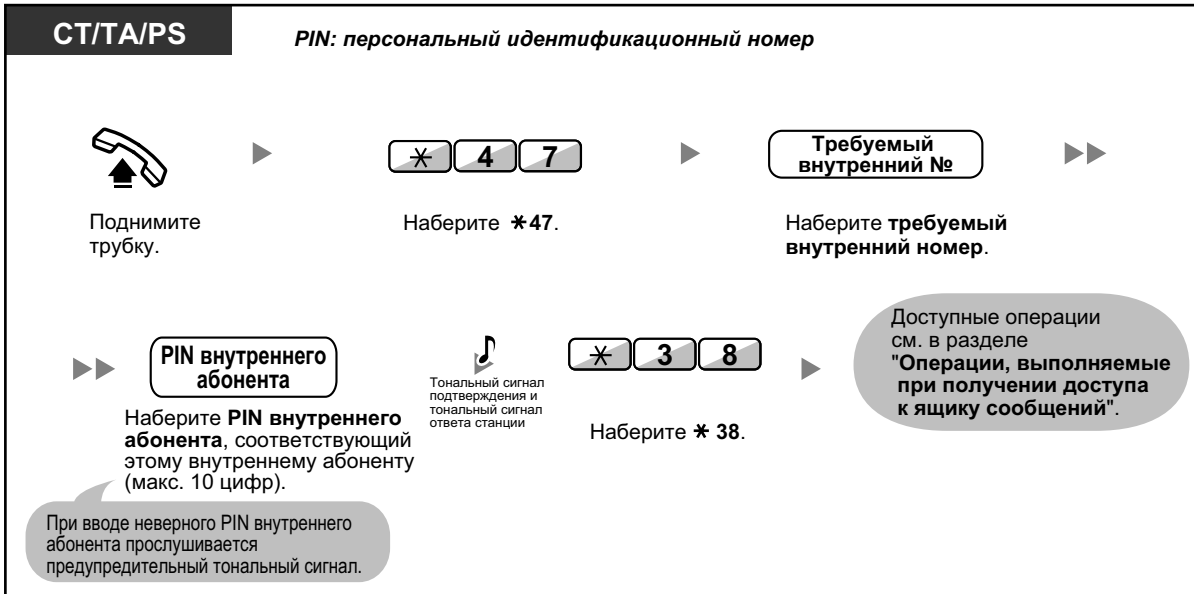 CT/TA/PS
PIN: персональный идентификационный номер
✳ 4 7
Требуемый
внутренний №
Поднимите
трубку.
Наберите ✳47.
Наберите требуемый
внутренний номер.
PIN внутреннего
абонента
Наберите PIN внутреннего
абонента, соответствующий
этому внутреннему абоненту
(макс. 10 цифр).
При вводе неверного PIN внутреннего
абонента прослушивается
предупредительный тональный сигнал.
Тональный сигнал
подтверждения и
тональный сигнал
ответа станции
✳ 3 8
Наберите ✳ 38.
Доступные операции
см. в разделе
"Операции, выполняемые
при получении доступа
к ящику сообщений".